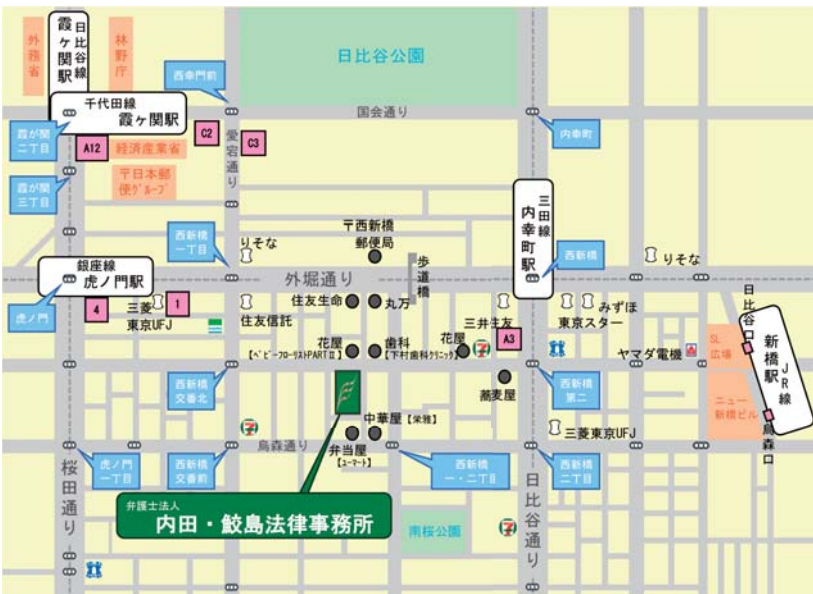 外務省
日比谷線
霞ヶ関駅
林野庁
日比谷公園
西幸門前
千代田線
霞ヶ関駅
国会通り
霞が関
二丁目
A12
経済産業省
C2
愛宕通り
C3
内幸町
霞が関
三丁目
〒日本郵
便グループ
三田線
内幸町駅
西新橋
一丁目
りそな
〒西新橋
郵便局
歩道橋
西新橋
りそな
銀座線
虎ノ門駅
外堀通り
虎ノ門
4
三菱
東京UFJ
1
住友信託
住友生命
丸万
三井住友
みずほ
東京スター
日比谷口
JR線
新橋駅
SL
広場
花屋
【ベビーフローリストPARTⅡ】
歯科
【下村歯科クリニック】
花屋
A3
ヤマダ電機
西新橋
交番北
蕎麦屋
西新橋
第二
ニュー
新橋ビル
烏森口
中華屋【栄雅】
三菱東京UFJ
烏森通り
弁当屋
【ユーマート】
桜田通り
虎ノ門
一丁目
西新橋
交番前
西新橋
一・二丁目
日比谷通り
西新橋
二丁目
弁護士法人
内田・鮫島法律事務所
南桜公園